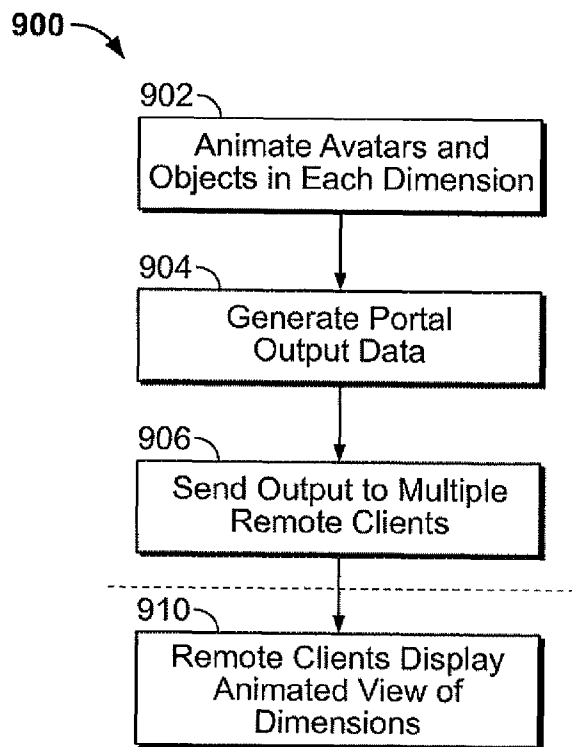 900
902
Animate Avatars and
Objects in Each Dimension
904
Generate Portal
Output Data
906
Send Output to Multiple
Remote Clients
910
Remote Clients Display
Animated View of
Dimensions